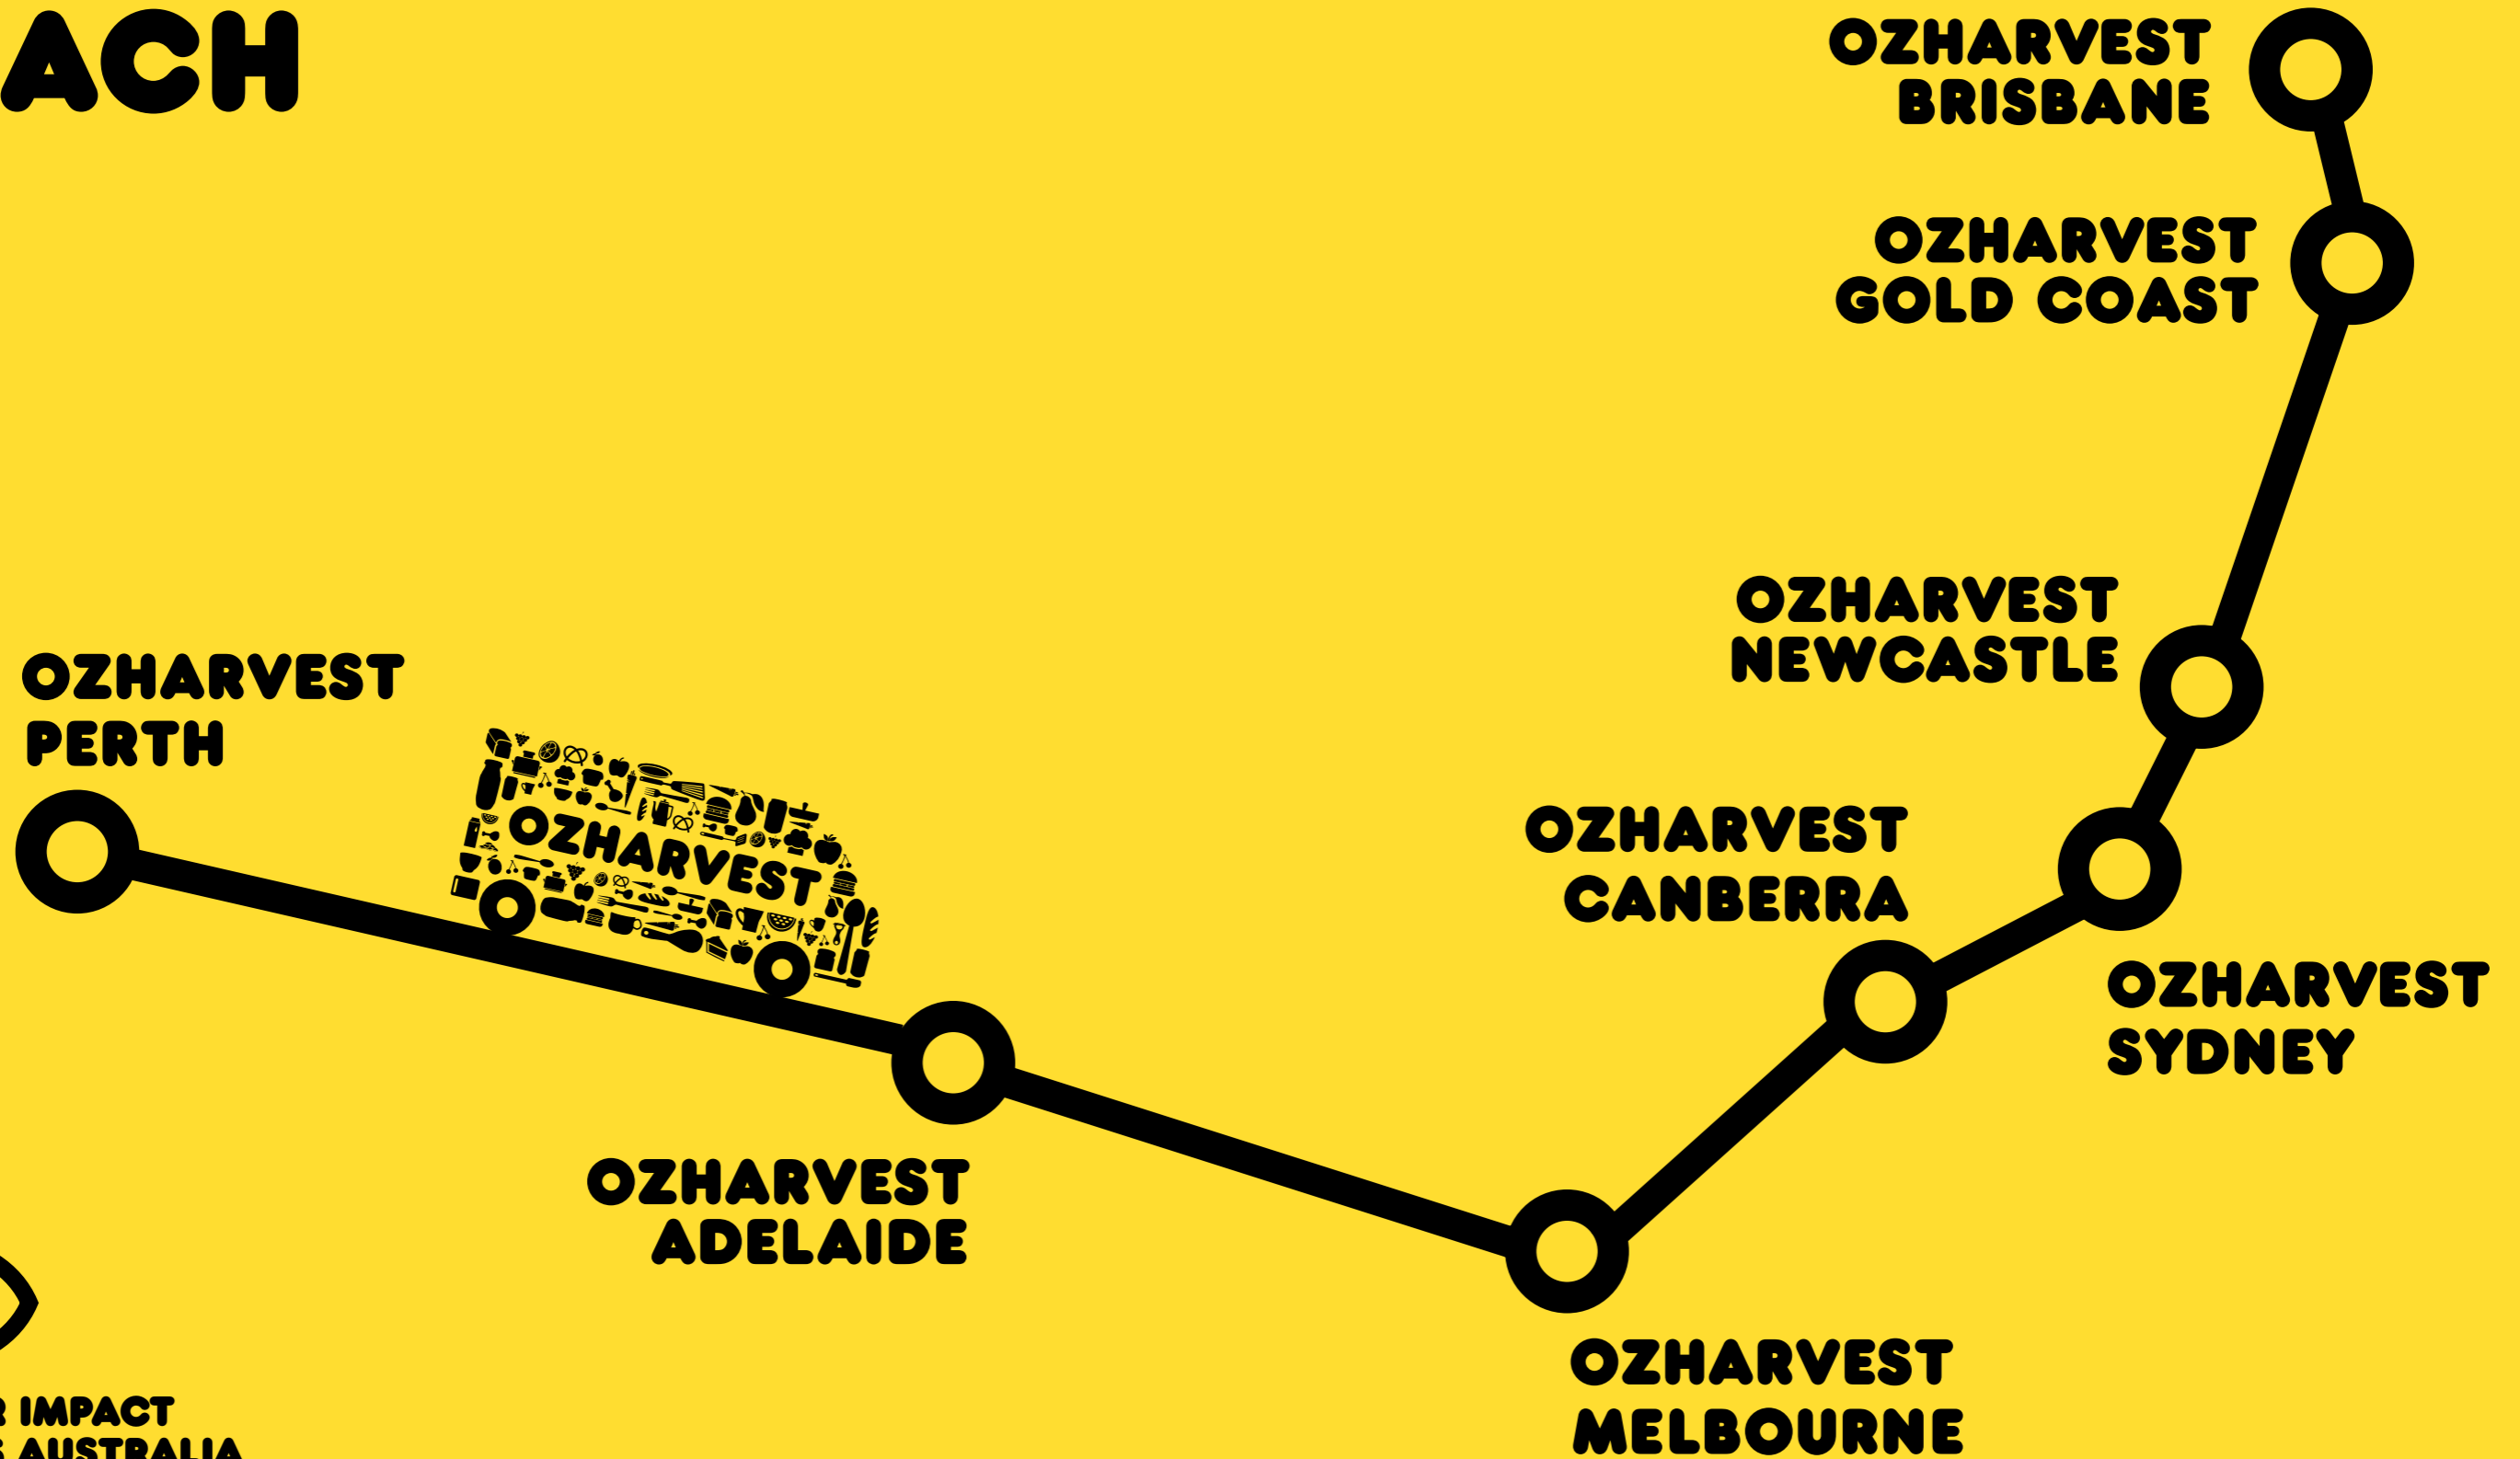 ACH
OZHARVEST
BRISBANE
OZHARVEST
GOLD COAST
OZHARVEST
NEWCASTLE
OZHARVEST
PERTH
OZHARVEST
OZHARVEST
CANBERRA
OZHARVEST
SYDNEY
OZHARVEST
ADELAIDE
OZHARVEST
MELBOURNE
IMPACT
AUSTRALIA